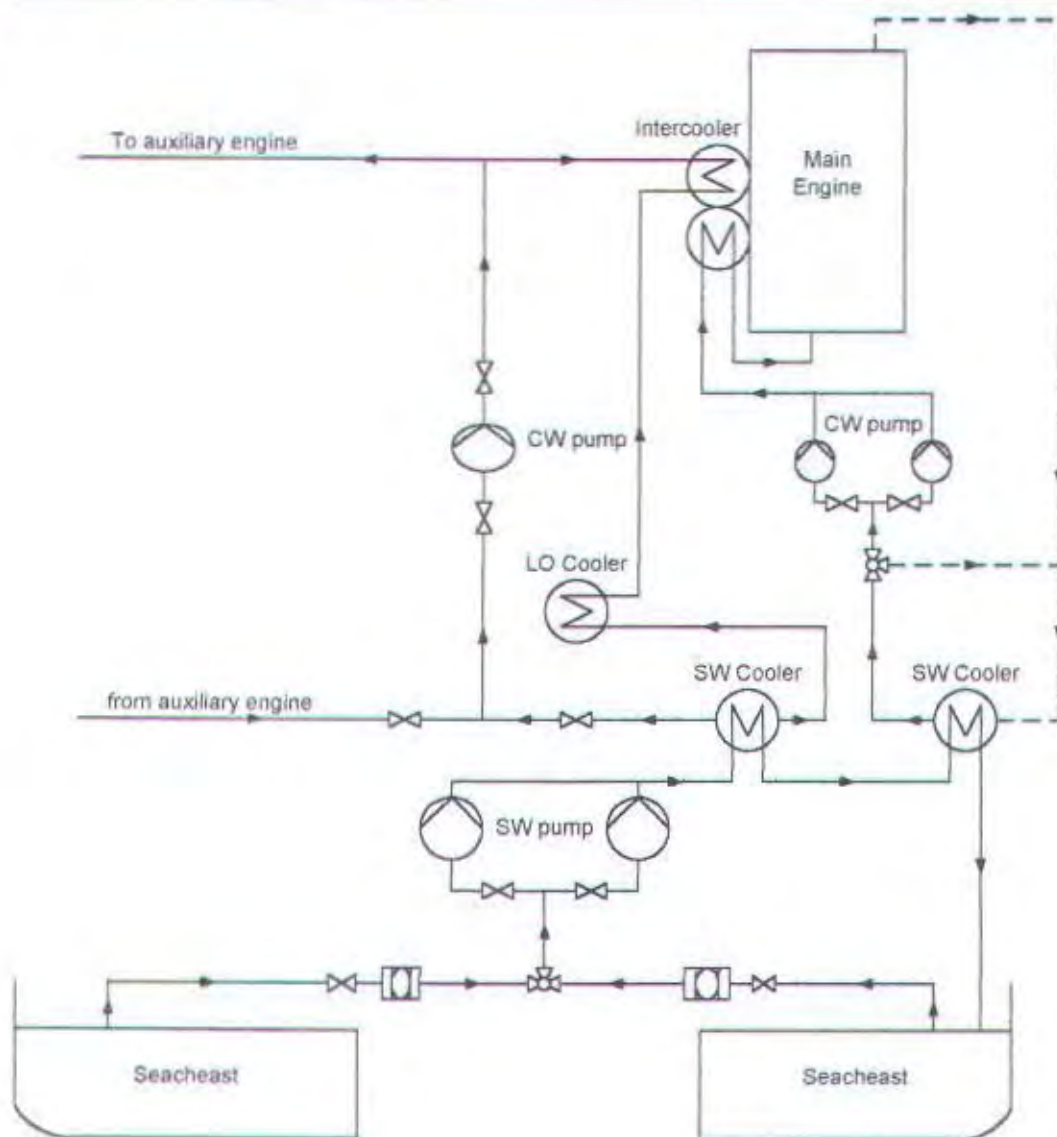 To auxiliary engine
Intercooler
Main
Engine
CW pump
CW pump
LO Cooler
SW Cooler
SW Cooler
from auxiliary engine
SW pump
Seacheast
Seacheast